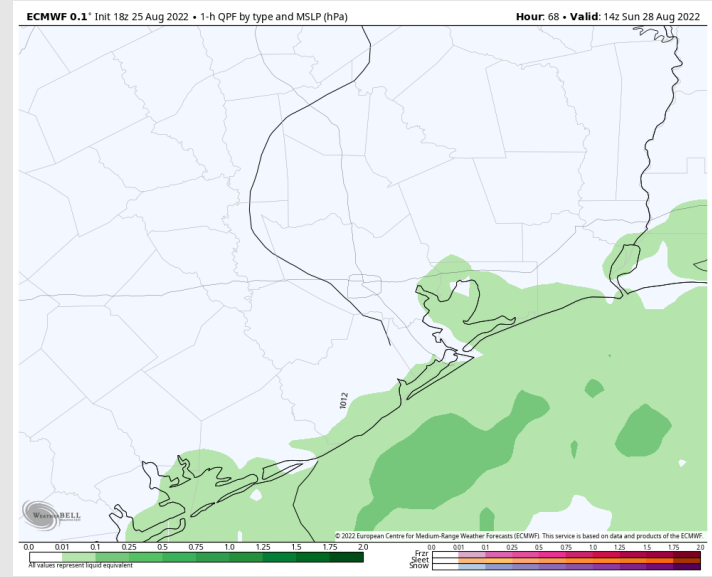 ECMWF 0.1° Init 18z 25 Aug 2022 • 1-h QPF by type and MSLP (hPa) Hour: 68 • Valid: 14z Sun 28 Aug 2022
1012
WeatherBELL
© 2022 European Centre for Medium-Range Weather Forecasts (ECMWF). This service is based on data and products of the ECMWF.
0.0 0.01 0.1 0.25 0.5 0.75 1.0 1.25 1.5 1.75 2.0
All values represent liquid equivalent
0.0 0.01 0.1 0.25 0.5 0.75 1.0 1.25 1.5 1.75 2.0
Frzr
Sleet
Snow